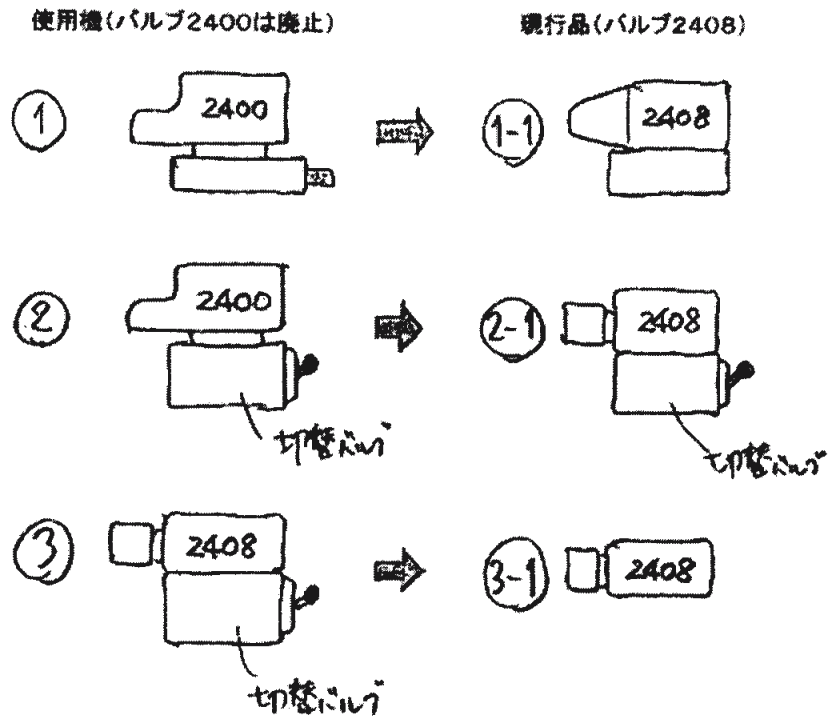 使用機(バルブ2400は廃止) 現行品(バルブ2408)
① 2400 1-1 2408
② 2400 2-1 2408
切替バルブ 切替バルブ
③ 2408 3-1 2408
切替バルブ